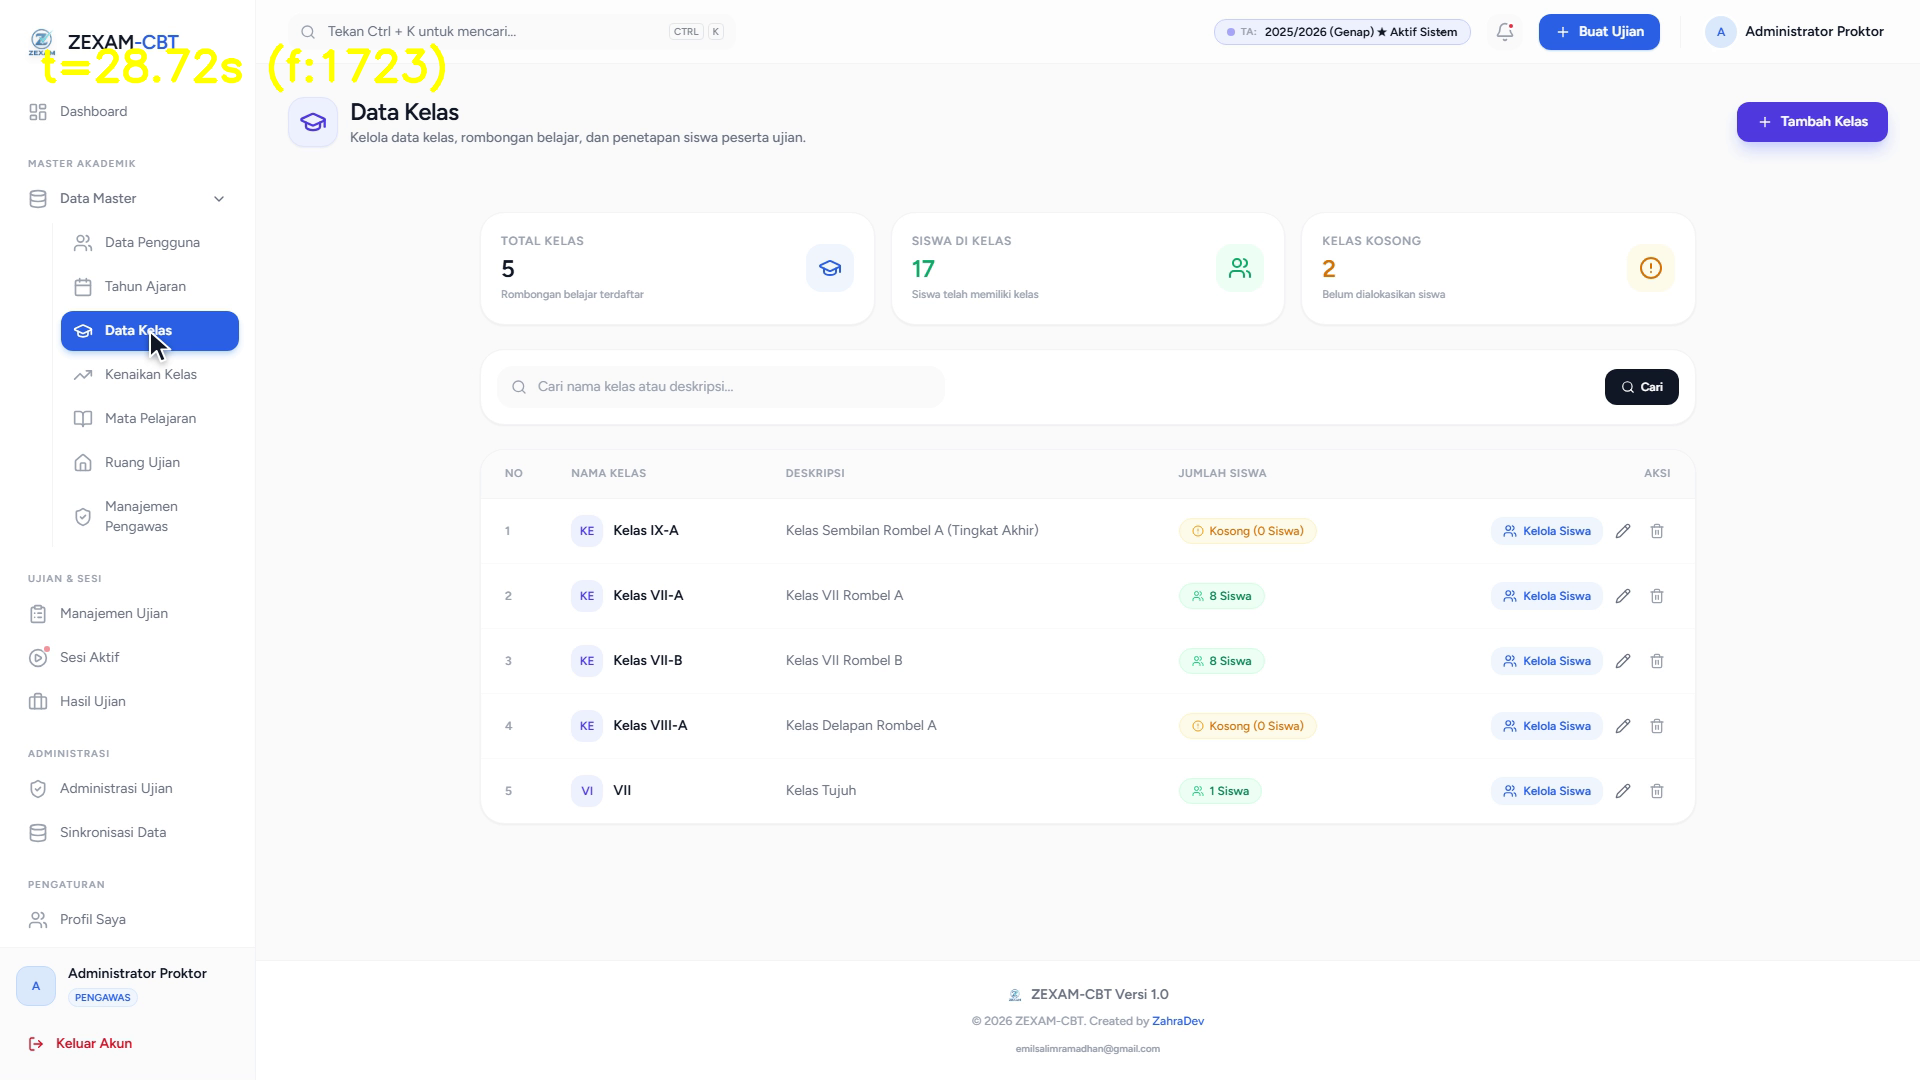 ZEXAM-CBT
ZEXAM
t=28.72s (f:1723)
Tekan Ctrl + K untuk mencari...
CTRL K
TA: 2025/2026 (Genap) ★ Aktif Sistem
+ Buat Ujian
A Administrator Proktor
Dashboard
MASTER AKADEMIK
Data Master
Data Pengguna
Tahun Ajaran
Data Kelas
Kenaikan Kelas
Mata Pelajaran
Ruang Ujian
Manajemen
Pengawas
UJIAN & SESI
Manajemen Ujian
Sesi Aktif
Hasil Ujian
ADMINISTRASI
Administrasi Ujian
Sinkronisasi Data
PENGATURAN
Profil Saya
A Administrator Proktor
PENGAWAS
Keluar Akun
Data Kelas
Kelola data kelas, rombongan belajar, dan penetapan siswa peserta ujian.
+ Tambah Kelas
TOTAL KELAS
5
Rombongan belajar terdaftar
SISWA DI KELAS
17
Siswa telah memiliki kelas
KELAS KOSONG
2
Belum dialokasikan siswa
Cari nama kelas atau deskripsi...
Cari
NO NAMA KELAS DESKRIPSI JUMLAH SISWA AKSI
1 KE Kelas IX-A Kelas Sembilan Rombel A (Tingkat Akhir) Kosong (0 Siswa) Kelola Siswa
2 KE Kelas VII-A Kelas VII Rombel A 8 Siswa Kelola Siswa
3 KE Kelas VII-B Kelas VII Rombel B 8 Siswa Kelola Siswa
4 KE Kelas VIII-A Kelas Delapan Rombel A Kosong (0 Siswa) Kelola Siswa
5 VI VII Kelas Tujuh 1 Siswa Kelola Siswa
ZEXAM-CBT Versi 1.0
© 2026 ZEXAM-CBT. Created by ZahraDev
emilsalimramadhan@gmail.com